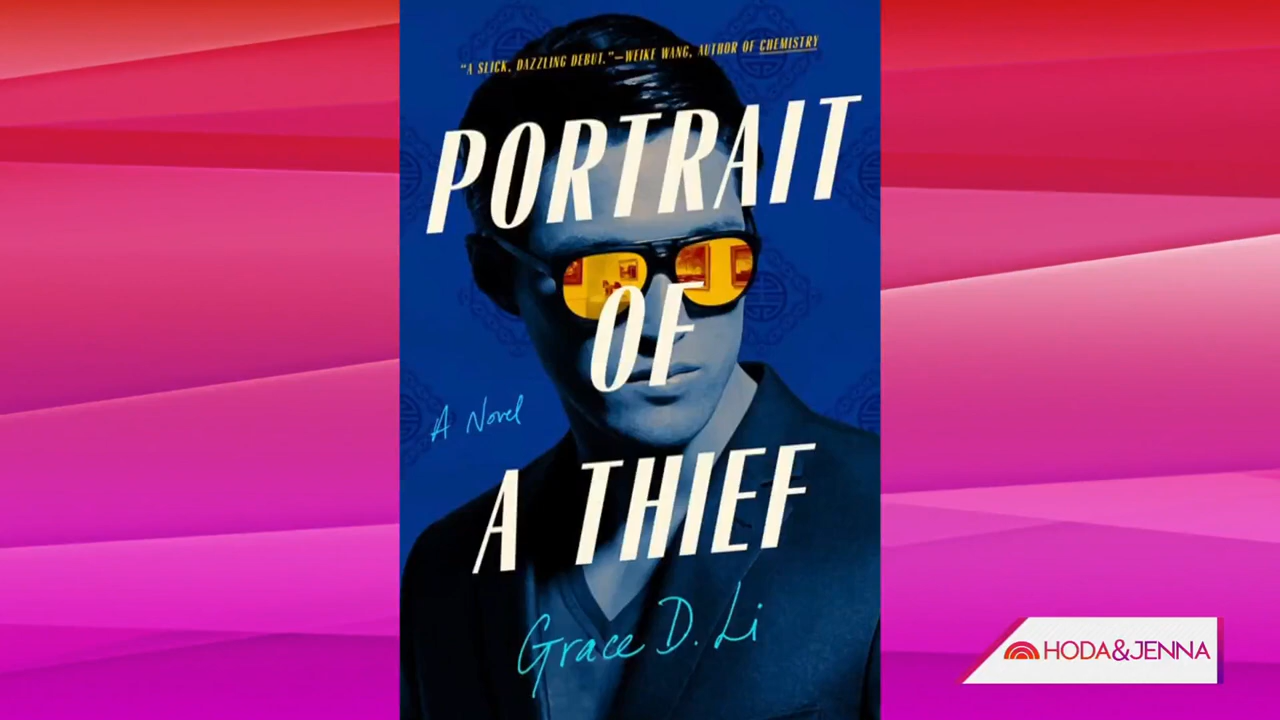 “A SLICK, DAZZLING DEBUT.”—WEIKE WANG, AUTHOR OF CHEMISTRY
PORTRAIT
OF
A Novel
A THIEF
Grace D. Li
HODA&JENNA